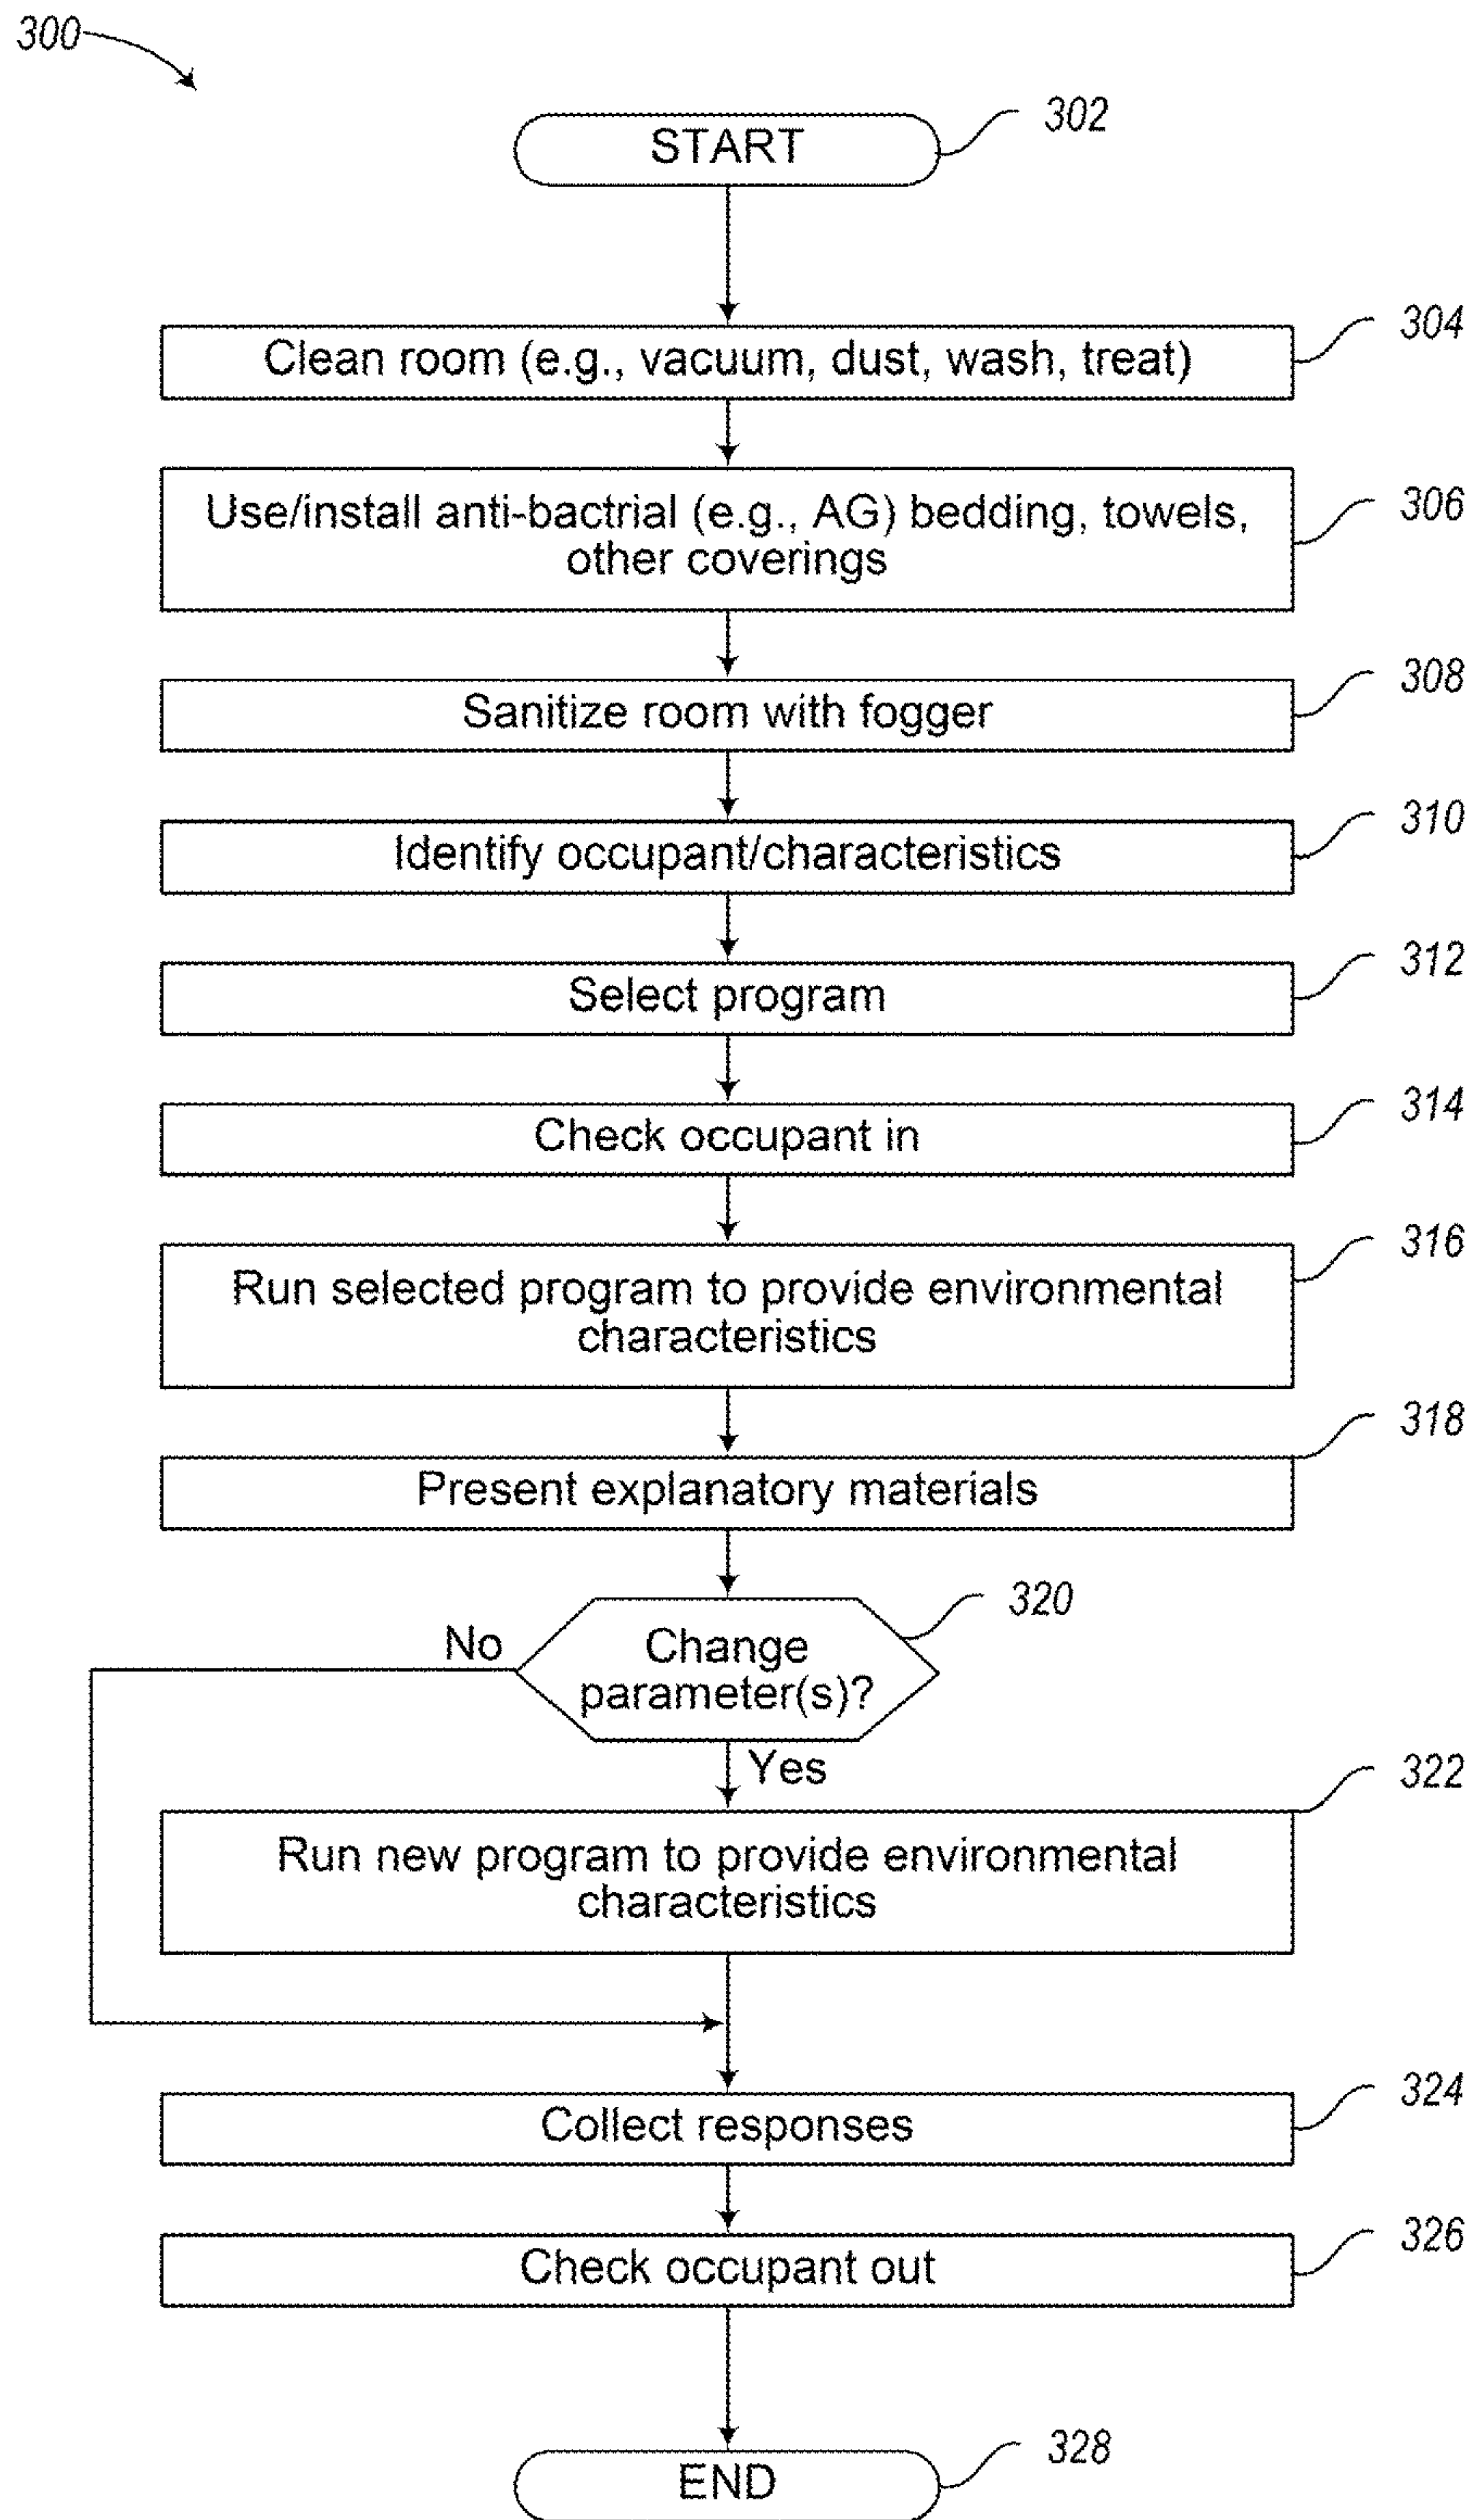 300
START
302
Clean room (e.g., vacuum, dust, wash, treat)
304
Use/install anti-bactrial (e.g., AG) bedding, towels,
other coverings
306
Sanitize room with fogger
308
Identify occupant/characteristics
310
Select program
312
Check occupant in
314
Run selected program to provide environmental
characteristics
316
Present explanatory materials
318
Change
parameter(s)?
320
No
Yes
Run new program to provide environmental
characteristics
322
Collect responses
324
Check occupant out
326
END
328